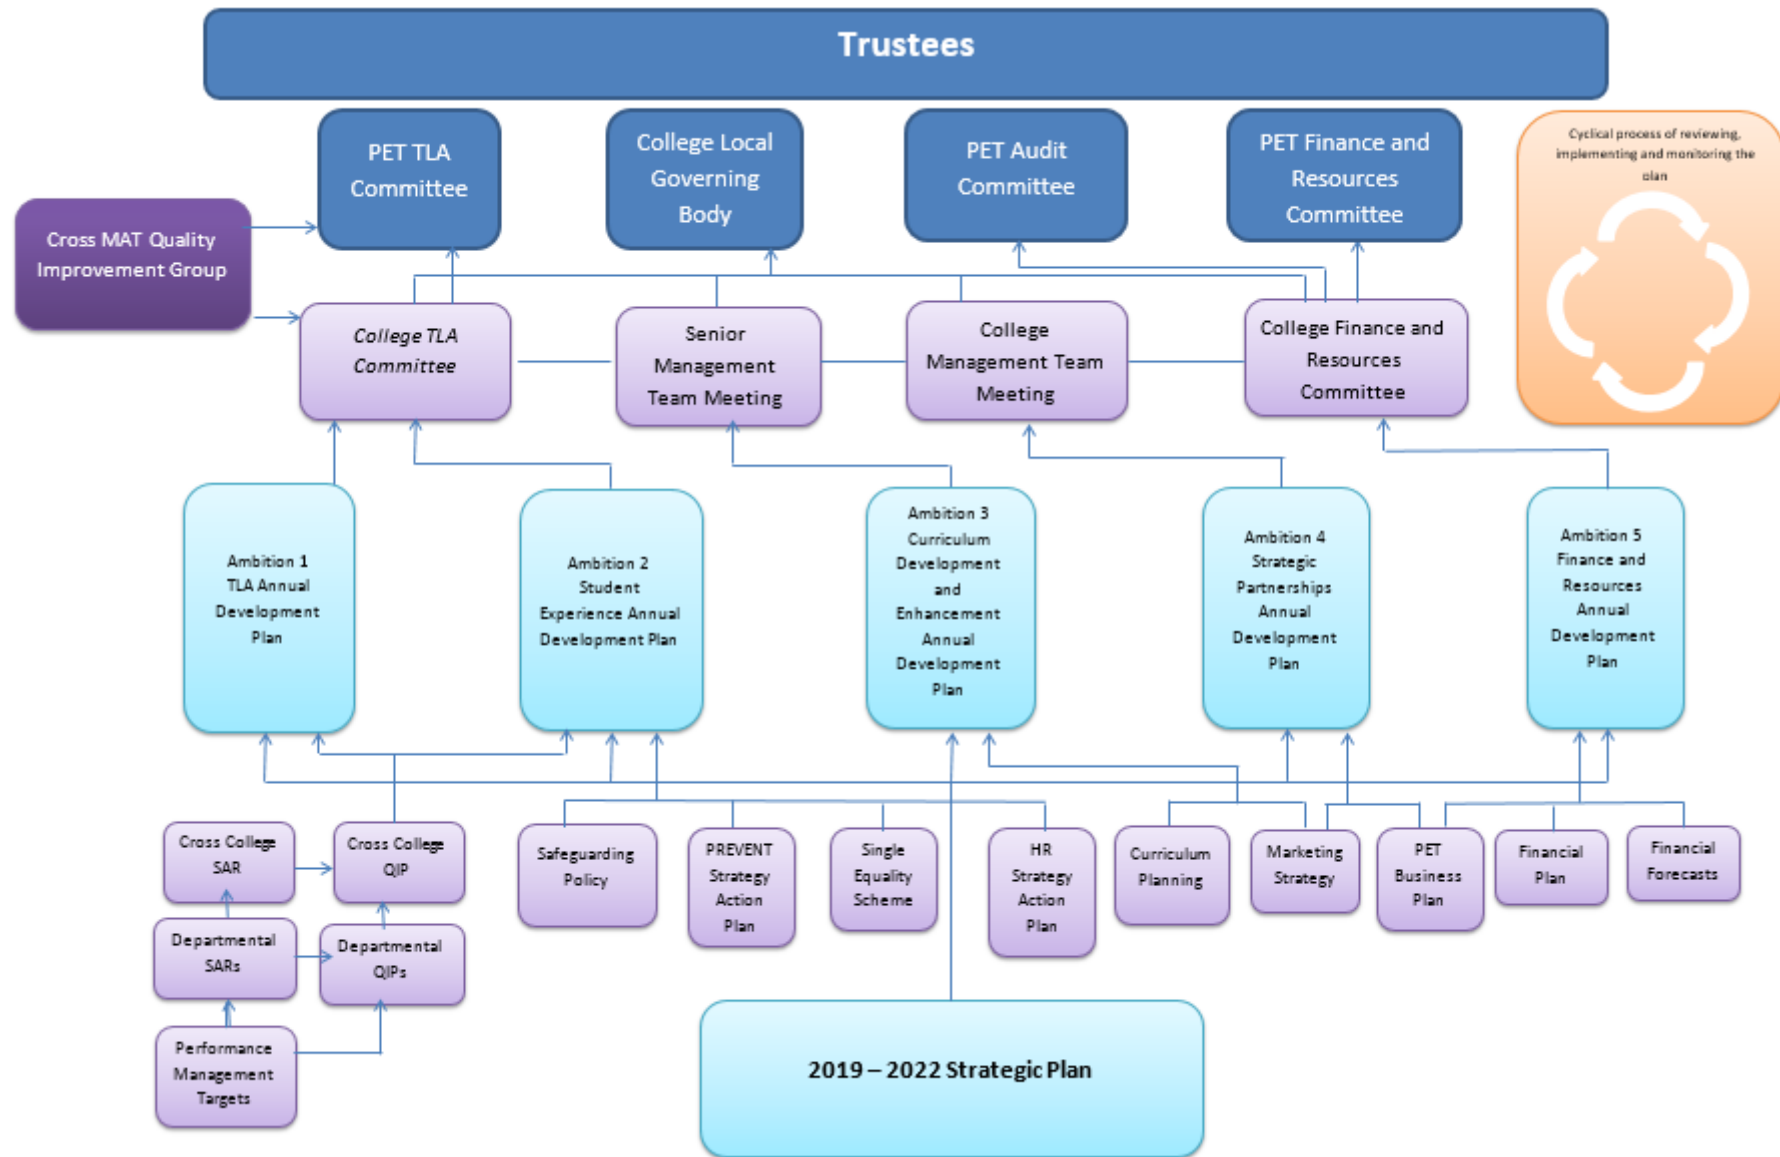 Trustees
PET TLA
Committee
College Local
Governing
Body
PET Audit
Committee
PET Finance and
Resources
Committee
Cyclical process of reviewing,
implementing and monitoring the
olan
Cross MAT Quality
Improvement Group
College TLA
Committee
Senior
Management
Team Meeting
College
Management Team
Meeting
College Finance and
Resources
Committee
Ambition 1
TLA Annual
Development
Plan
Ambition 2
Student
Experience Annual
Development Plan
Ambition 3
Curriculum
Development
and
Enhancement
Annual
Development
Plan
Ambition 4
Strategic
Partnerships
Annual
Development
Plan
Ambition 5
Finance and
Resources
Annual
Development
Plan
Cross College
SAR
Cross College
QIP
Safeguarding
Policy
PREVENT
Strategy
Action
Plan
Single
Equality
Scheme
HR
Strategy
Action
Plan
Curriculum
Planning
Marketing
Strategy
PET
Business
Plan
Financial
Plan
Financial
Forecasts
Departmental
SARs
Departmental
QIPs
Performance
Management
Targets
2019 – 2022 Strategic Plan